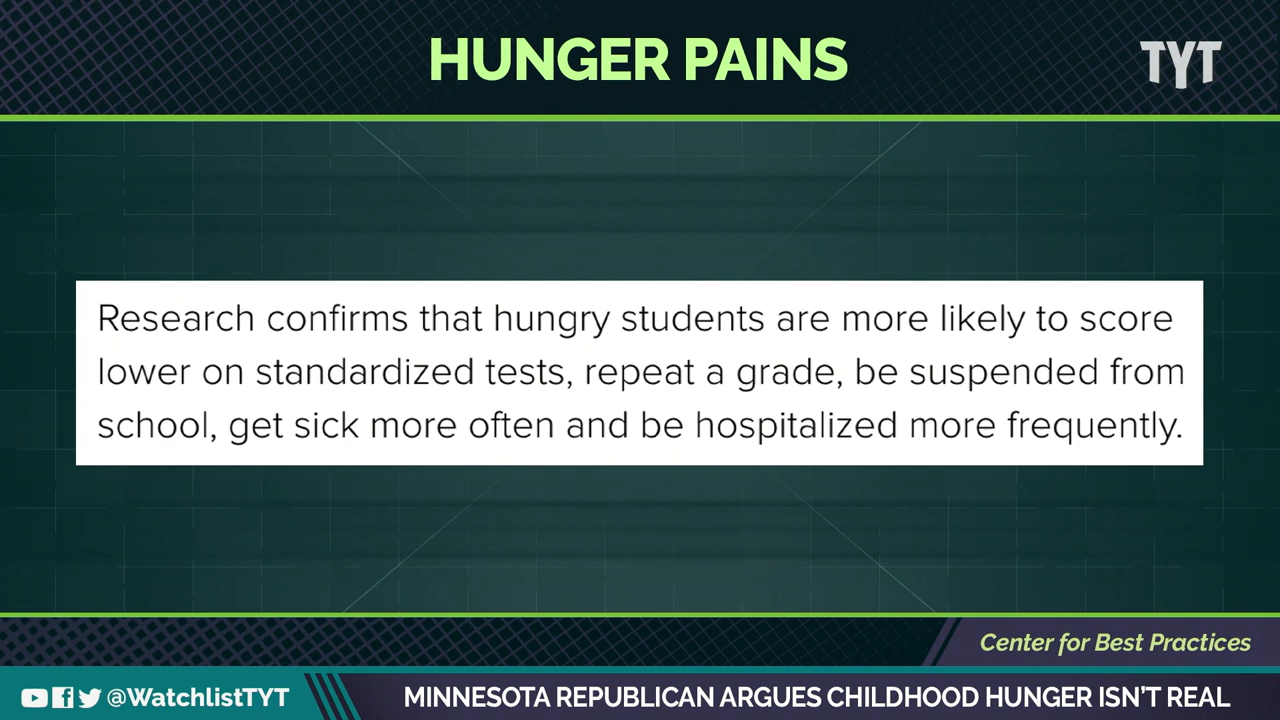 HUNGER PAINS
TYT
Research confirms that hungry students are more likely to score
lower on standardized tests, repeat a grade, be suspended from
school, get sick more often and be hospitalized more frequently.
Center for Best Practices
@WatchlistTYT
MINNESOTA REPUBLICAN ARGUES CHILDHOOD HUNGER ISN'T REAL